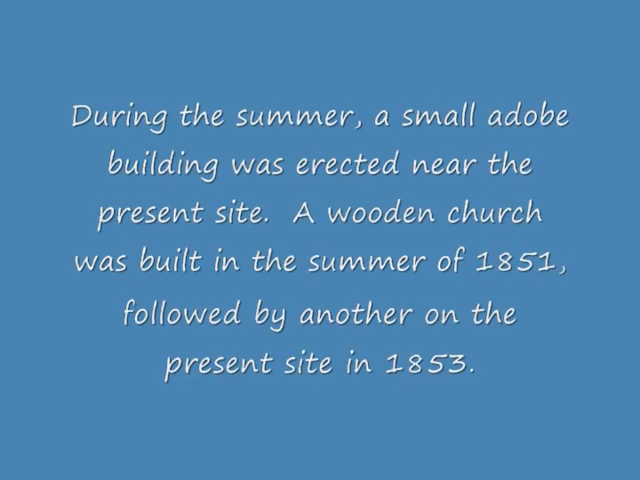 During the summer, a small adobe
building was erected near the
present site.  A wooden church
was built in the summer of 1851,
followed by another on the
present site in 1853.